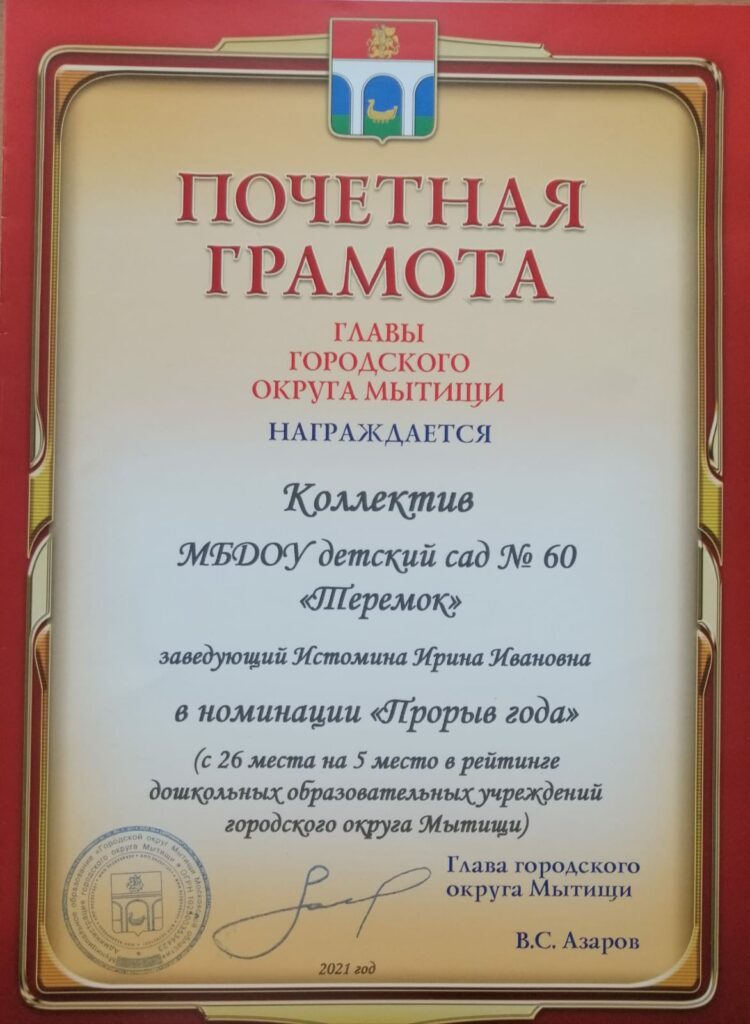 ПОЧЕТНАЯ
ГРАМОТА
ГЛАВЫ
ГОРОДСКОГО
ОКРУГА МЫТИЩИ
НАГРАЖДАЕТСЯ
Коллектив
МБДОУ детский сад № 60
«Теремок»
заведующий Истомина Ирина Ивановна
в номинации «Прорыв года»
(с 26 места на 5 место в рейтинге
дошкольных образовательных учреждений
городского округа Мытищи)
Глава городского
округа Мытищи
В.С. Азаров
2021 год